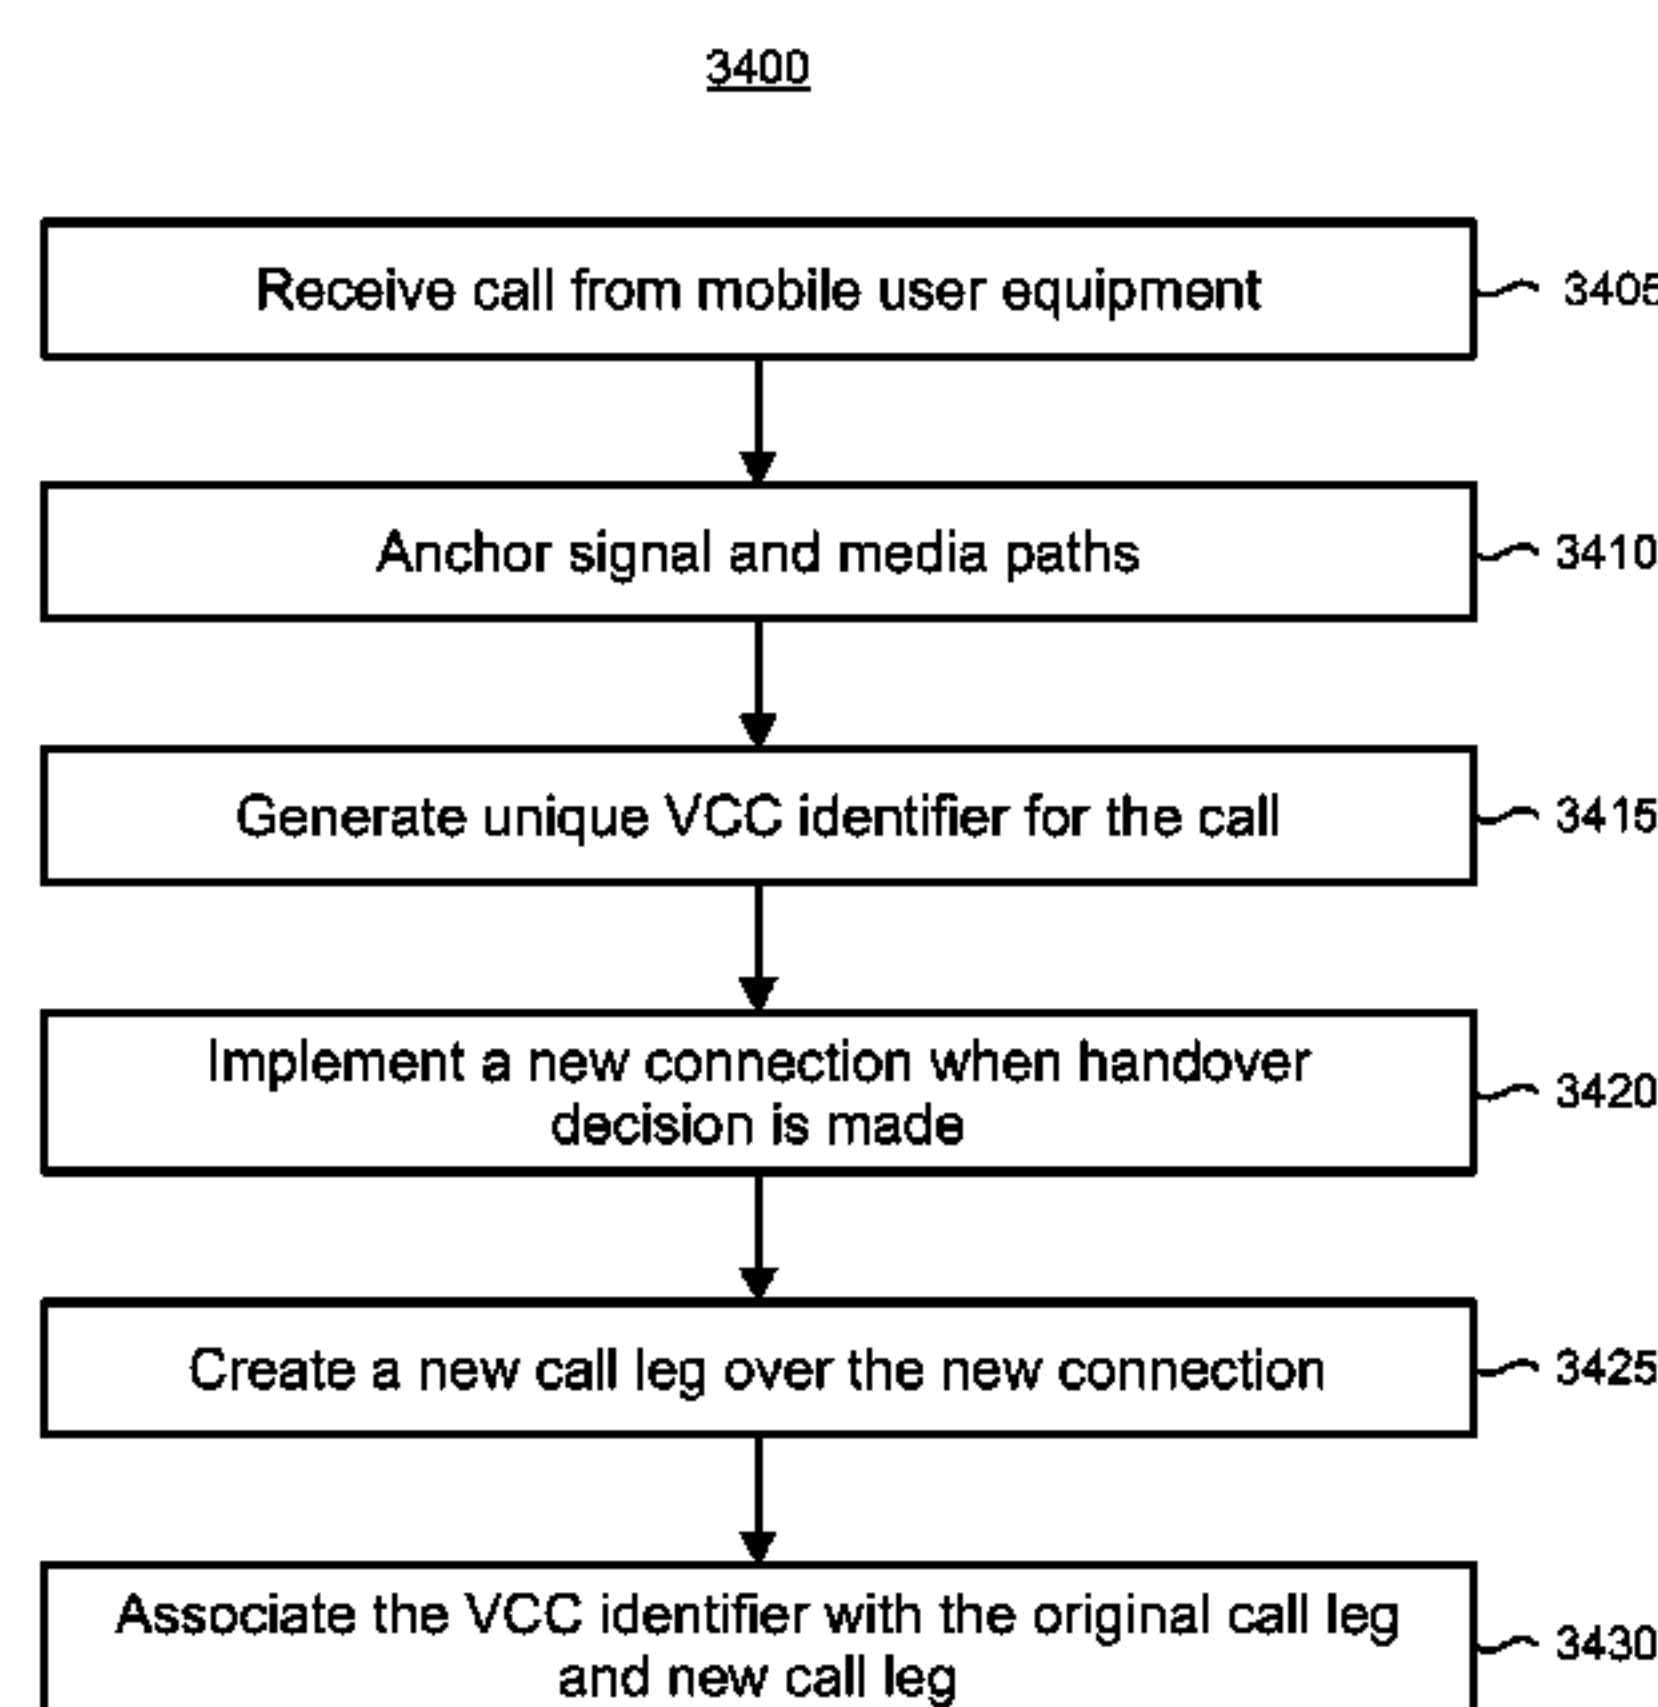 3400
Receive call from mobile user equipment
3405
Anchor signal and media paths
3410
Generate unique VCC identifier for the call
3415
Implement a new connection when handover
decision is made
3420
Create a new call leg over the new connection
3425
Associate the VCC identifier with the original call leg
and new call leg
3430